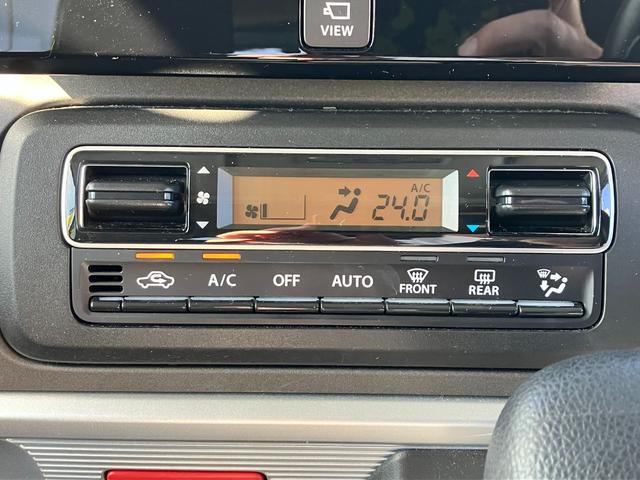 VIEW
A/C
24.0
A/C OFF AUTO FRONT REAR